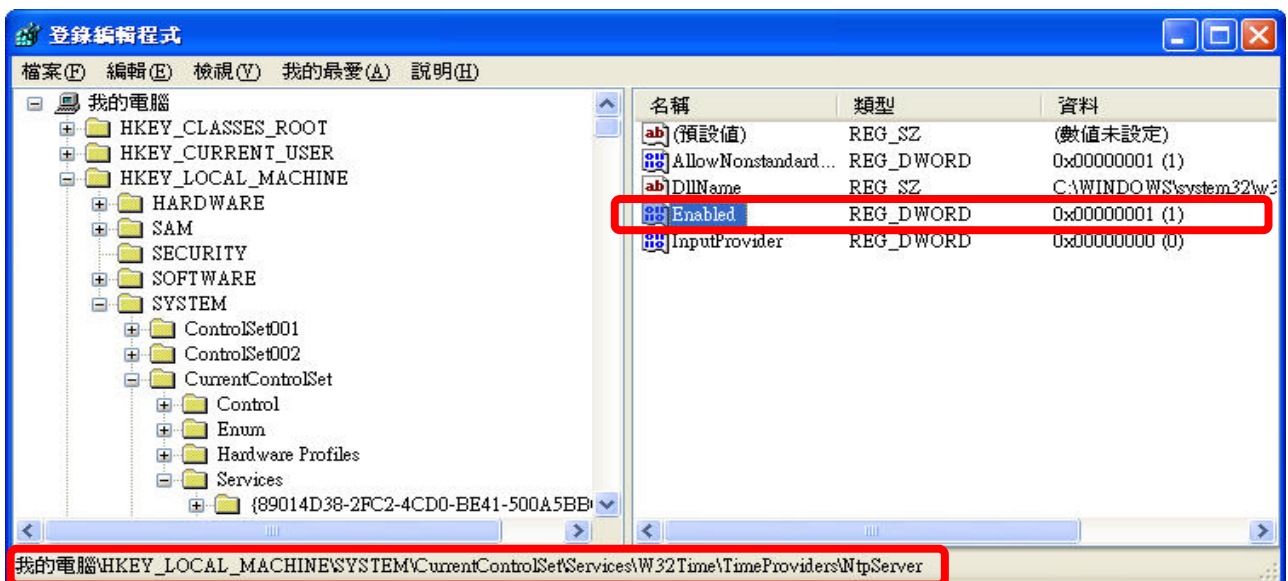 登錄編輯程式
檔案(F) 編輯(E) 檢視(V) 我的最愛(A) 說明(H)
我的電腦
HKEY_CLASSES_ROOT
HKEY_CURRENT_USER
HKEY_LOCAL_MACHINE
HARDWARE
SAM
SECURITY
SOFTWARE
SYSTEM
ControlSet001
ControlSet002
CurrentControlSet
Control
Enum
Hardware Profiles
Services
{89014D38-2FC2-4CD0-BE41-500A5BB
名稱 類型 資料
(預設值) REG_SZ (數值未設定)
AllowNonstandard... REG_DWORD 0x00000001 (1)
DllName REG_SZ C:\WINDOWS\system32\w3
Enabled REG_DWORD 0x00000001 (1)
InputProvider REG_DWORD 0x00000000 (0)
我的電腦\HKEY_LOCAL_MACHINE\SYSTEM\CurrentControlSet\Services\W32Time\TimeProviders\NtpServer